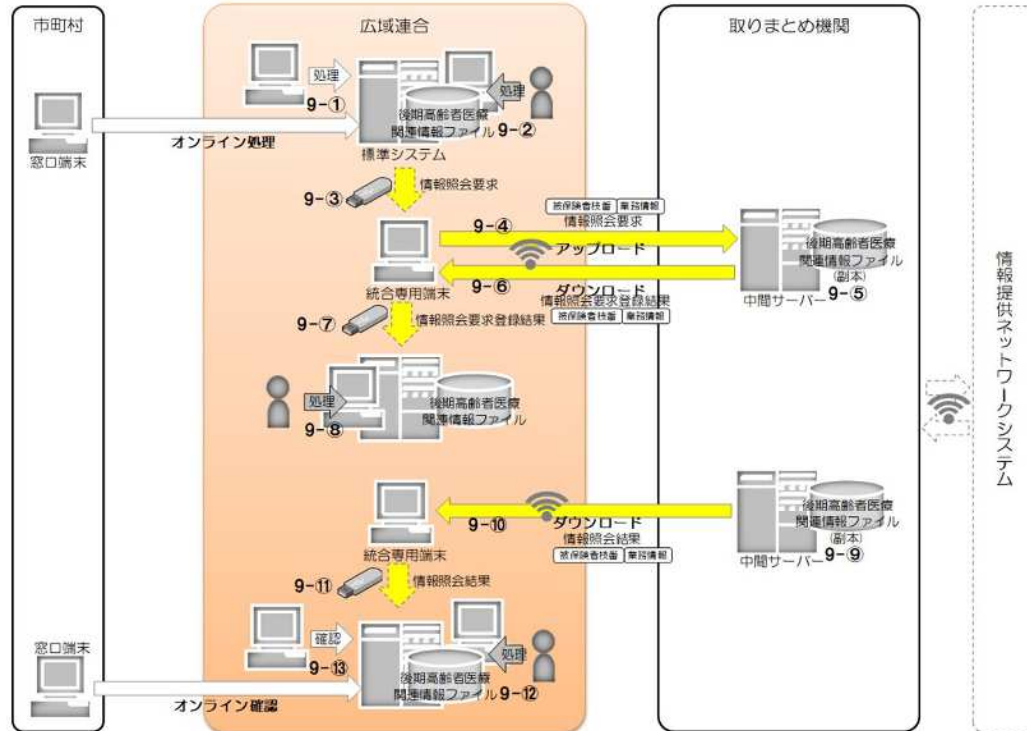 市町村
広域連合
取りまとめ機関
処理
9-①
処理
後期高齢者医療
関連情報ファイル
9-②
オンライン処理
窓口端末
標準システム
9-③
情報照会要求
被保険者枝番
業務情報
情報照会要求
9-④
アップロード
後期高齢者医療
関連情報ファイル
(副本)
9-⑤
中間サーバー
9-⑥
ダウンロード
情報照会要求登録結果
被保険者枝番
業務情報
統合専用端末
9-⑦
情報照会要求登録結果
処理
9-⑧
後期高齢者医療
関連情報ファイル
情報提供ネットワークシステム
9-⑩
ダウンロード
情報照会結果
被保険者枝番
業務情報
後期高齢者医療
関連情報ファイル
(副本)
9-⑨
中間サーバー
統合専用端末
9-⑪
情報照会結果
窓口端末
確認
9-⑬
処理
後期高齢者医療
関連情報ファイル
9-⑫
オンライン確認